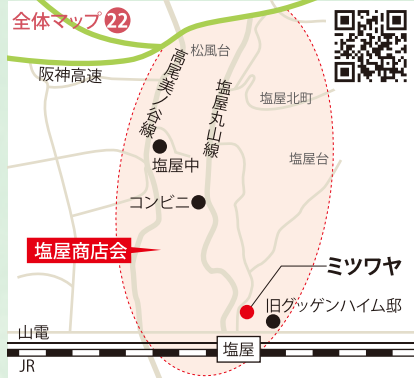 全体マップ22
松風台
阪神高速
高尾美ノ谷線
塩屋丸山線
塩屋北町
塩屋中
塩屋台
コンビニ
塩屋商店会
ミツワヤ
旧グッゲンハイム邸
山電
塩屋
JR